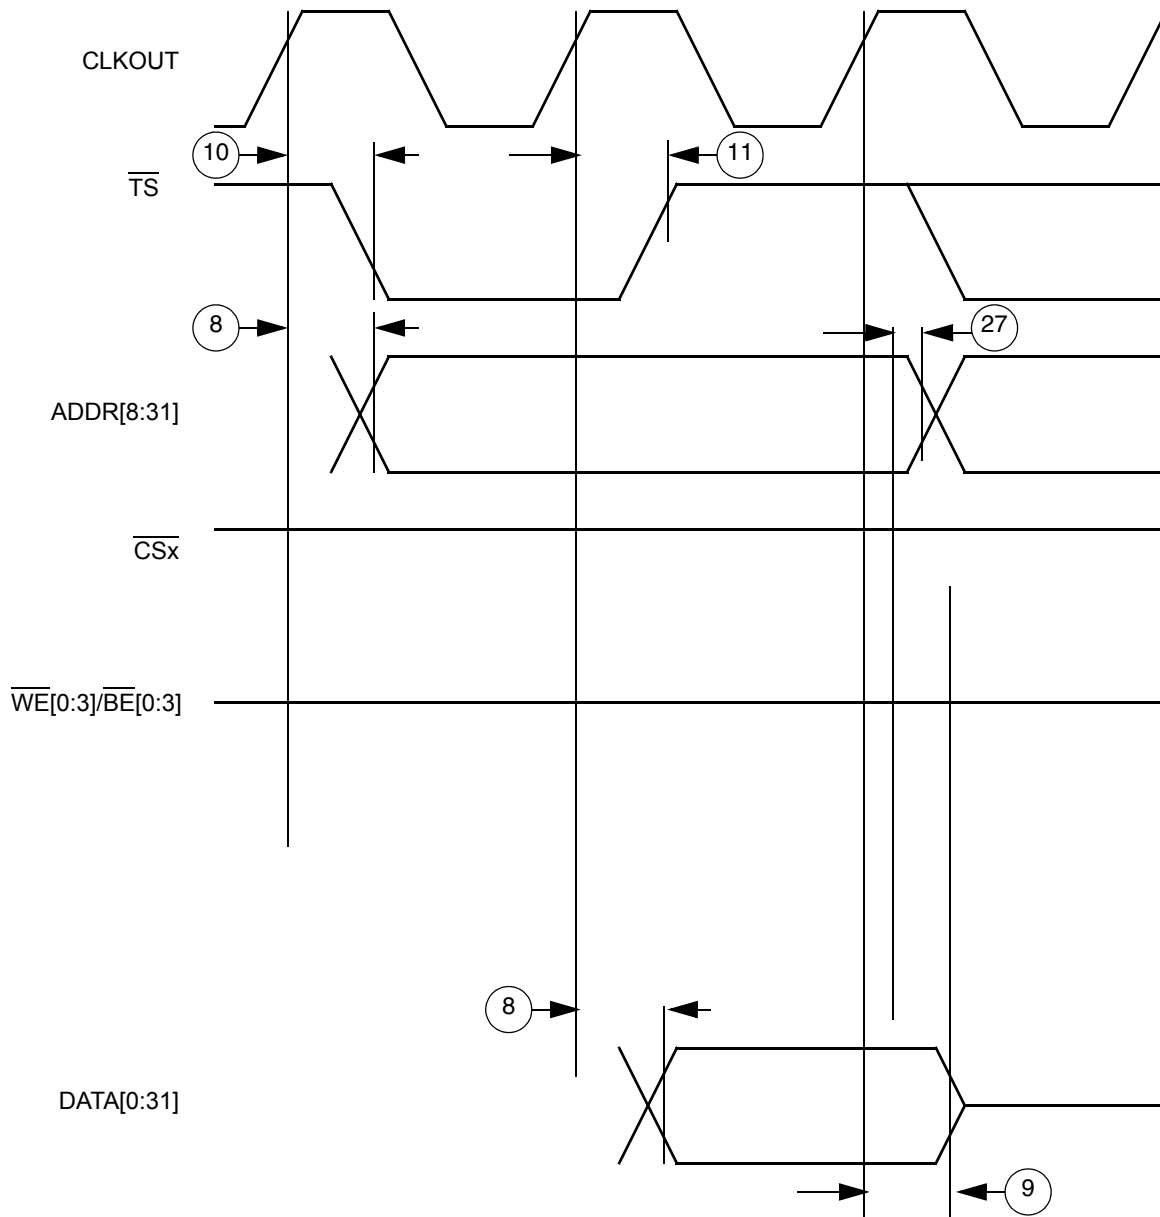 CLKOUT
10
11
TS
8
27
ADDR[8:31]
CSx
WE[0:3]/BE[0:3]
8
DATA[0:31]
9